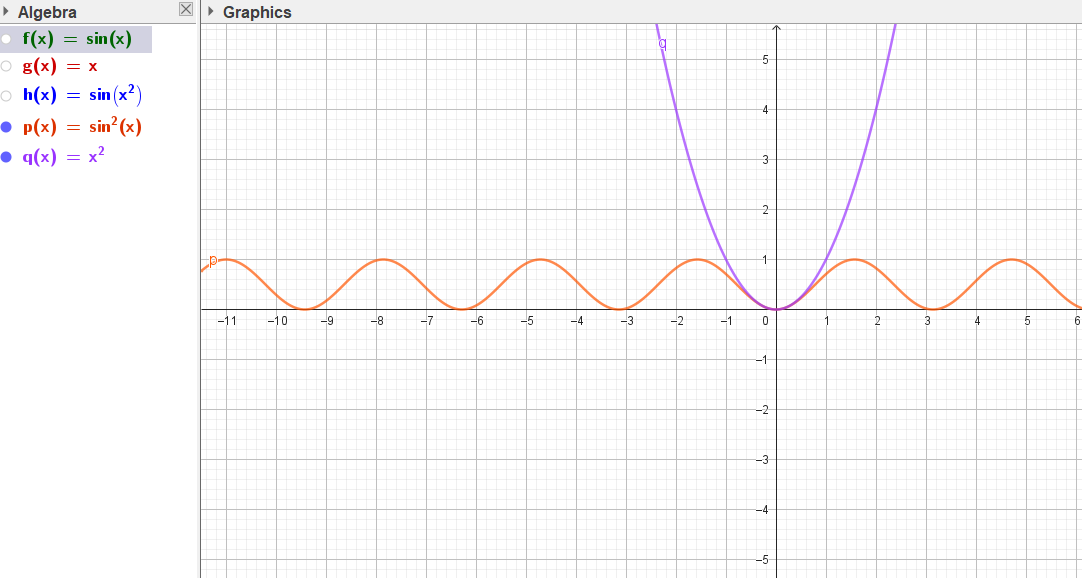 Algebra
f(x) = sin(x)
g(x) = x
h(x) = sin(x²)
p(x) = sin²(x)
q(x) = x²
Graphics
q
p
5
4
3
2
1
−11 −10 −9 −8 −7 −6 −5 −4 −3 −2 −1 0 1 2 3 4 5 6
−1
−2
−3
−4
−5